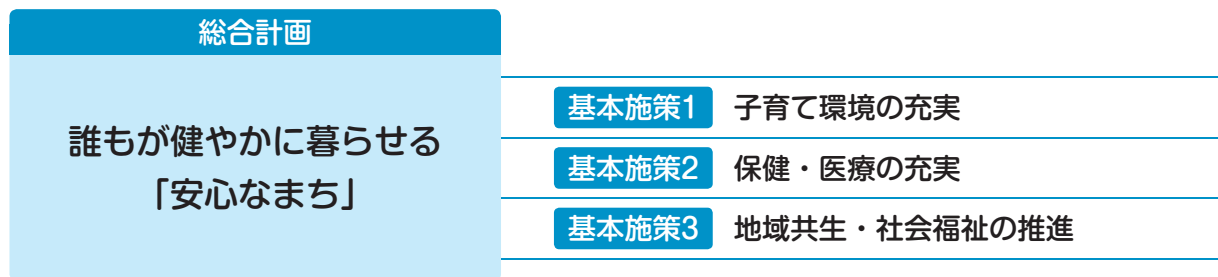 総合計画
誰もが健やかに暮らせる
「安心なまち」
基本施策1 子育て環境の充実
基本施策2 保健・医療の充実
基本施策3 地域共生・社会福祉の推進